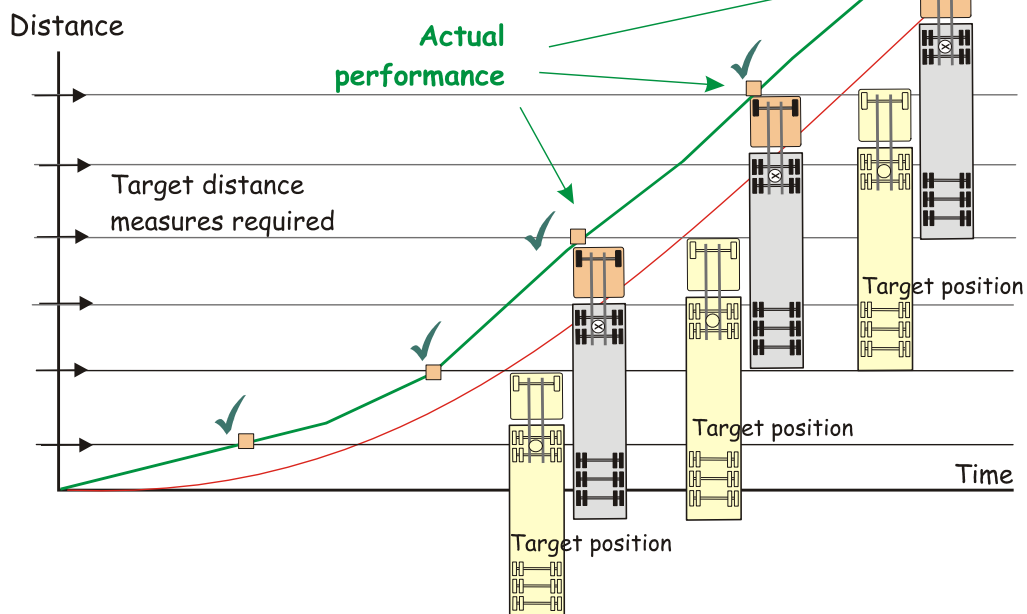 Distance
Actual
performance
Target distance
measures required
Target position
Target position
Time
Target position